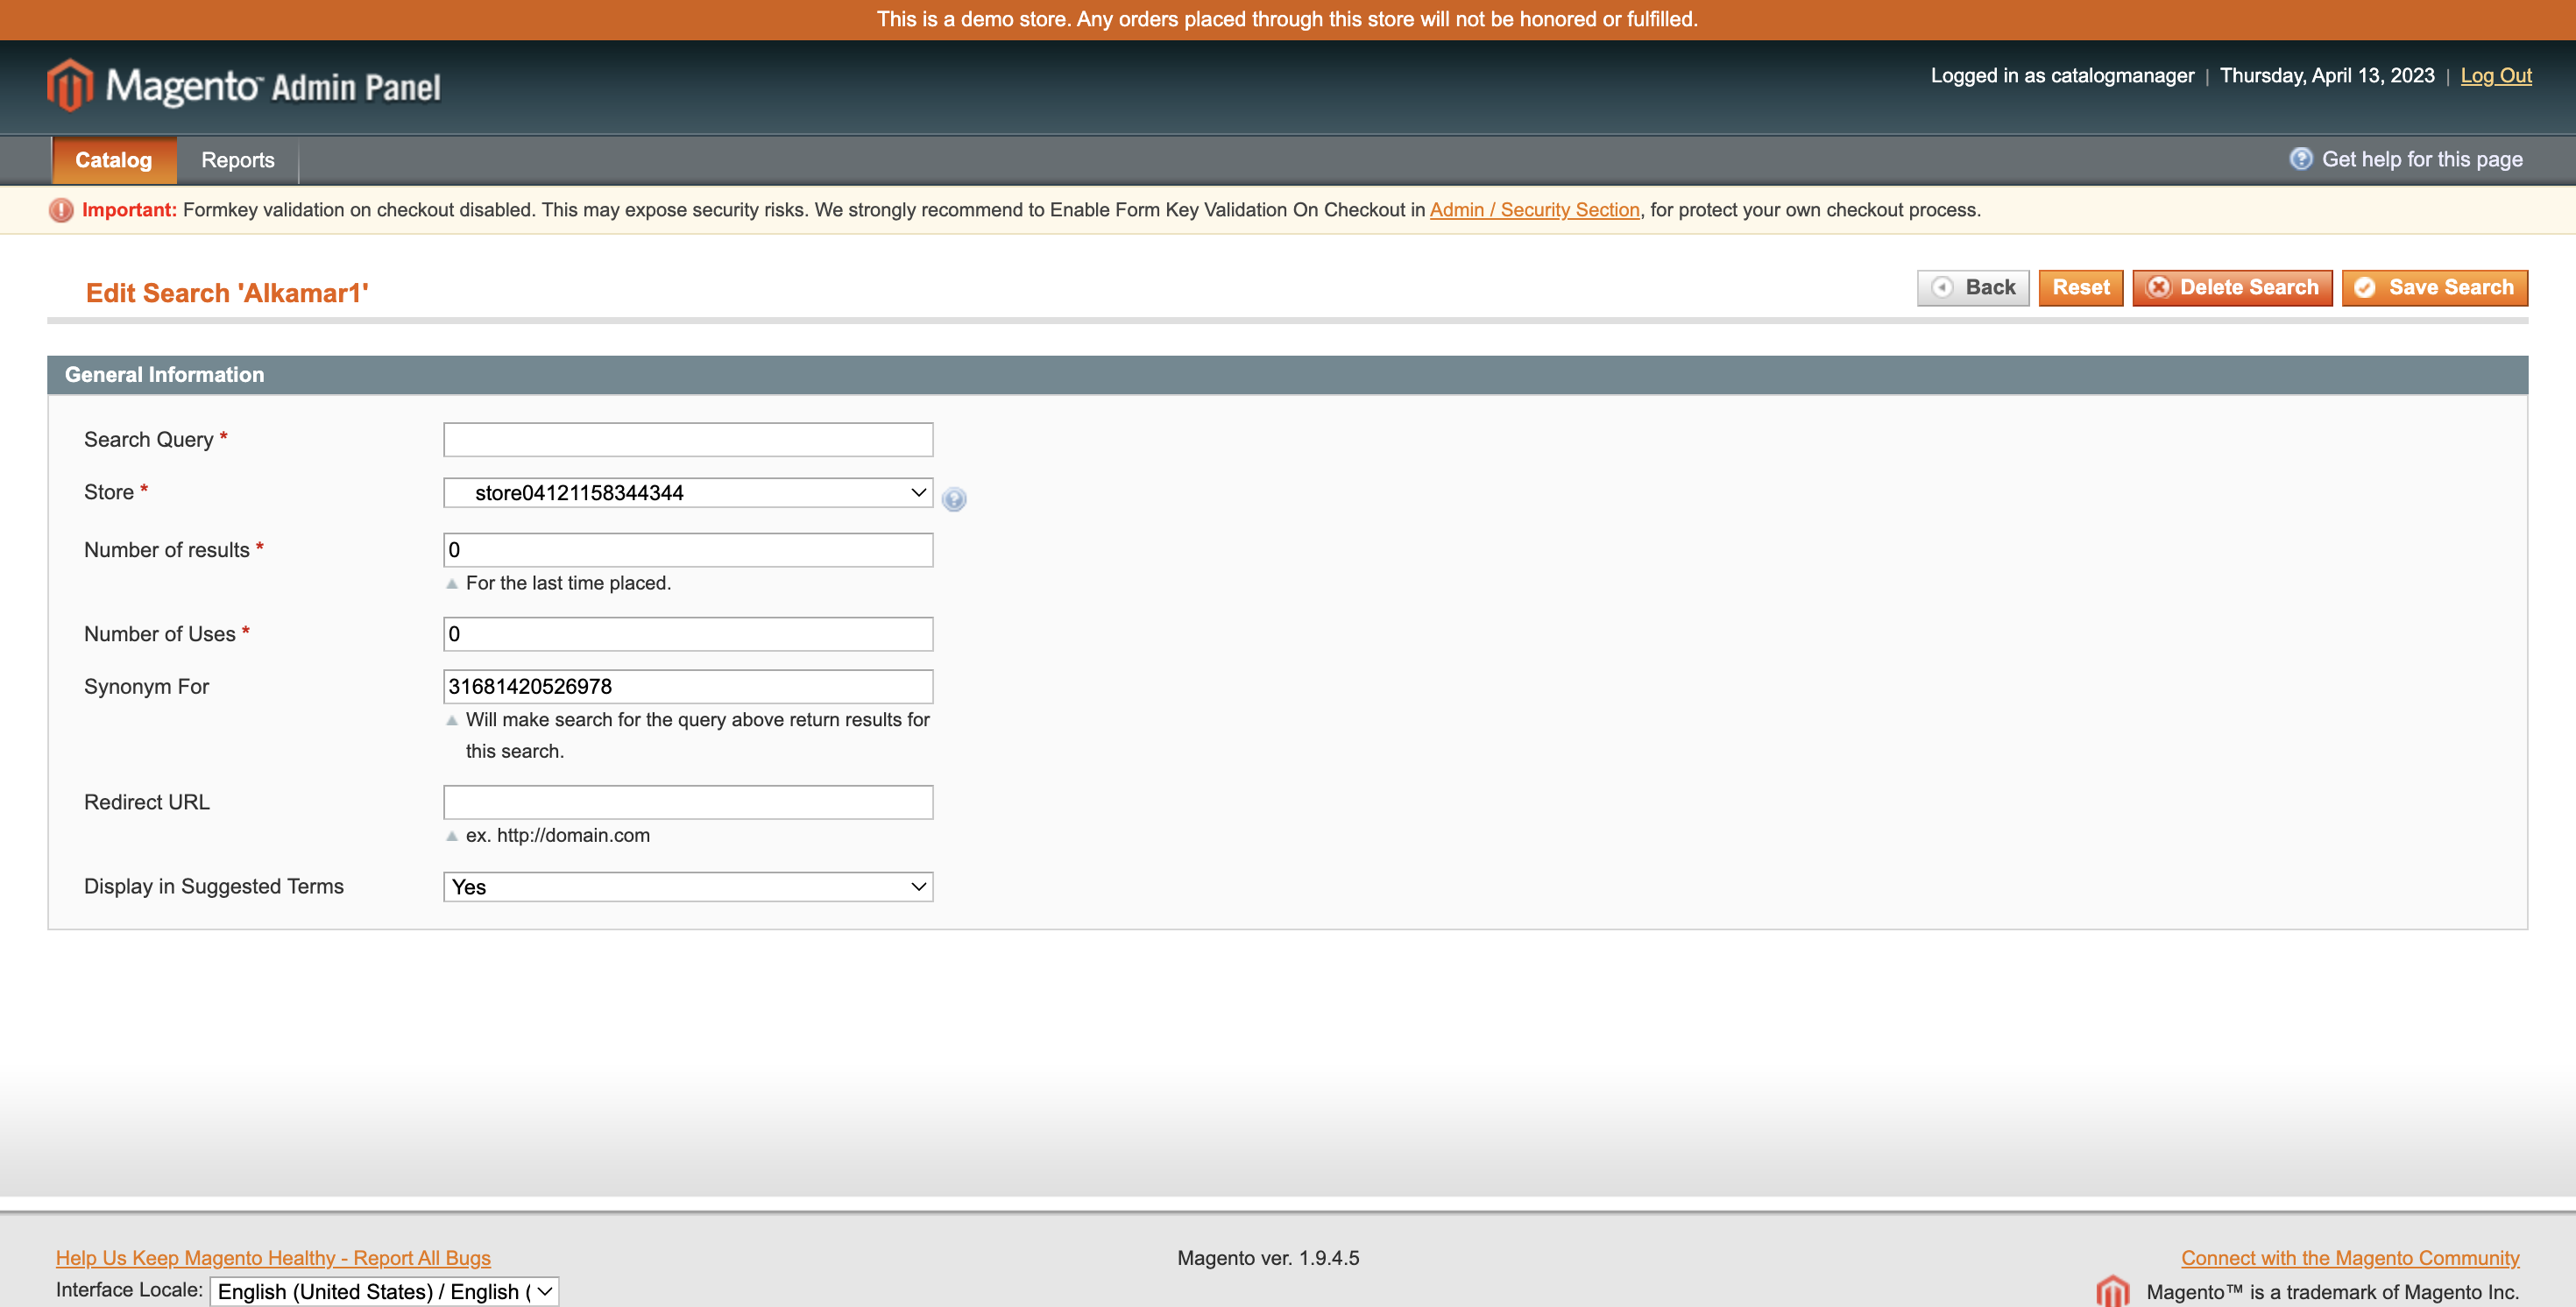 This is a demo store. Any orders placed through this store will not be honored or fulfilled.
Magento™ Admin Panel
Logged in as catalogmanager | Thursday, April 13, 2023 | Log Out
Catalog Reports Get help for this page
Important: Formkey validation on checkout disabled. This may expose security risks. We strongly recommend to Enable Form Key Validation On Checkout in Admin / Security Section, for protect your own checkout process.
Edit Search 'Alkamar1'
Back Reset Delete Search Save Search
General Information
Search Query *
Store * store04121158344344
Number of results * 0
For the last time placed.
Number of Uses * 0
Synonym For 31681420526978
Will make search for the query above return results for
this search.
Redirect URL
ex. http://domain.com
Display in Suggested Terms Yes
Help Us Keep Magento Healthy - Report All Bugs Magento ver. 1.9.4.5 Connect with the Magento Community
Interface Locale: English (United States) / English ( Magento™ is a trademark of Magento Inc.